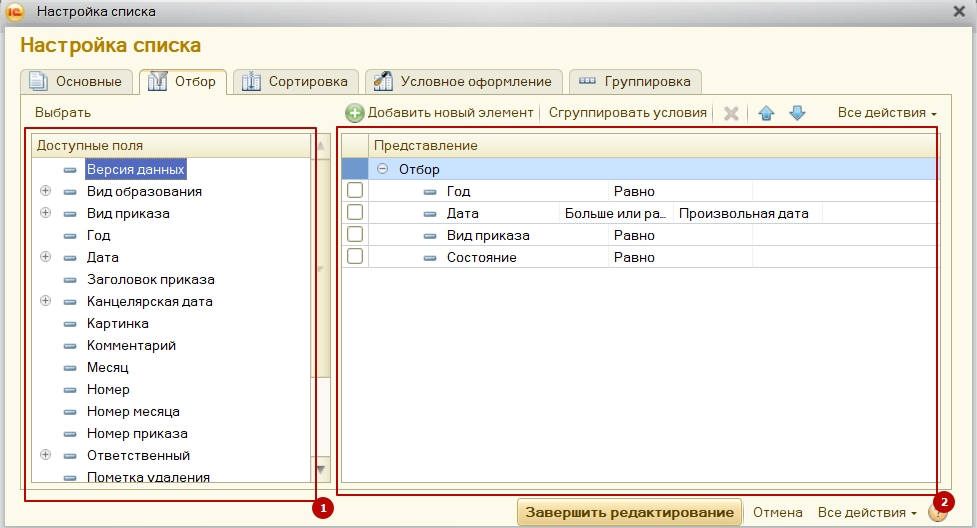 1С Настройка списка
Настройка списка
Основные Отбор Сортировка Условное оформление Группировка
Выбрать
Добавить новый элемент Сгруппировать условия Все действия
Доступные поля
Версия данных
Вид образования
Вид приказа
Год
Дата
Заголовок приказа
Канцелярская дата
Картинка
Комментарий
Месяц
Номер
Номер месяца
Номер приказа
Ответственный
Пометка удаления
1
Представление
Отбор
Год Равно
Дата Больше или ра... Произвольная дата
Вид приказа Равно
Состояние Равно
2
Завершить редактирование Отмена Все действия ?